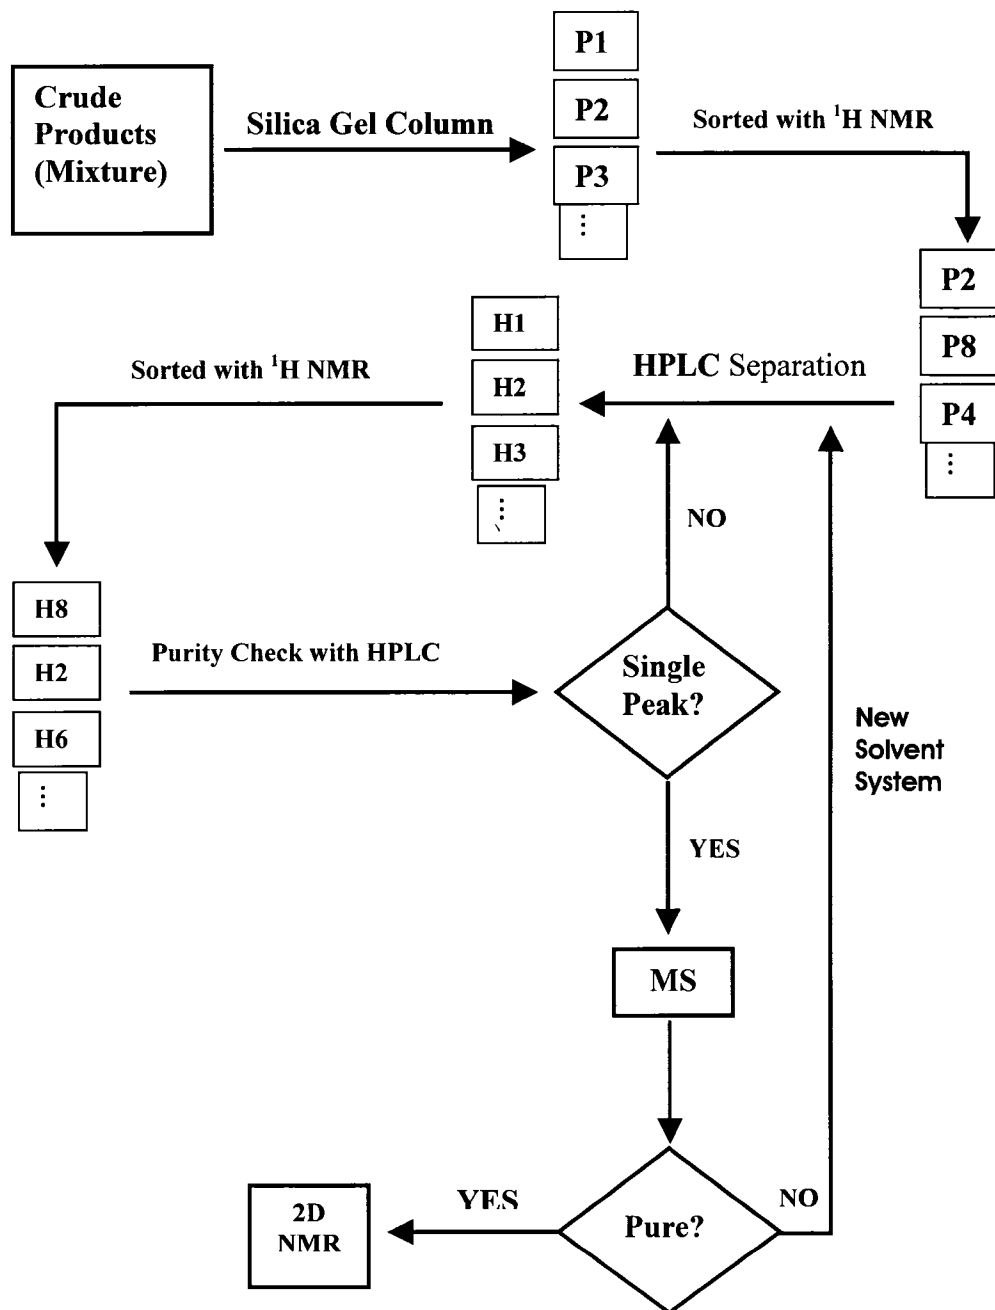 Crude
Products
(Mixture)
Silica Gel Column
P1
P2
P3
...
Sorted with ¹H NMR
P2
P8
P4
...
HPLC Separation
H1
H2
H3
...
Sorted with ¹H NMR
H8
H2
H6
...
Purity Check with HPLC
Single
Peak?
NO
YES
New
Solvent
System
MS
Pure?
NO
YES
2D
NMR